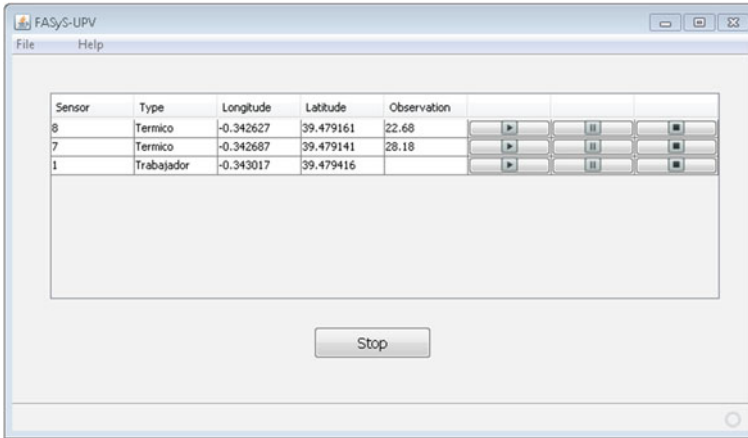 FASyS-UPV
File Help
Sensor Type Longitude Latitude Observation
8 Termico -0.342627 39.479161 22.68
7 Termico -0.342687 39.479141 28.18
1 Trabajador -0.343017 39.479416
Stop